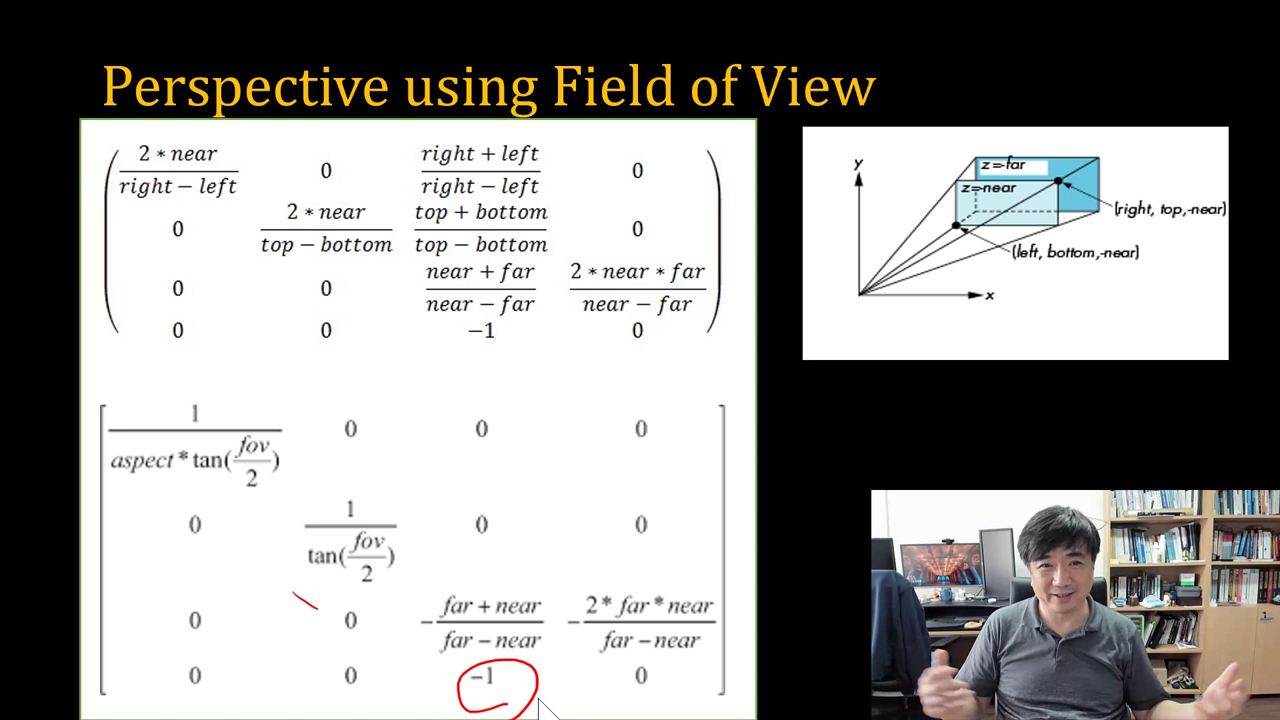 Perspective using Field of View
2 * near / right − left   0   right + left / right − left   0
0   2 * near / top − bottom   top + bottom / top − bottom   0
0   0   near + far / near − far   2 * near * far / near − far
0   0   −1   0
1 / aspect * tan(fov / 2)   0   0   0
0   1 / tan(fov / 2)   0   0
0   0   − far + near / far − near   − 2 * far * near / far − near
0   0   −1   0
y
z=-far
z=-near
(right, top,-near)
(left, bottom,-near)
x